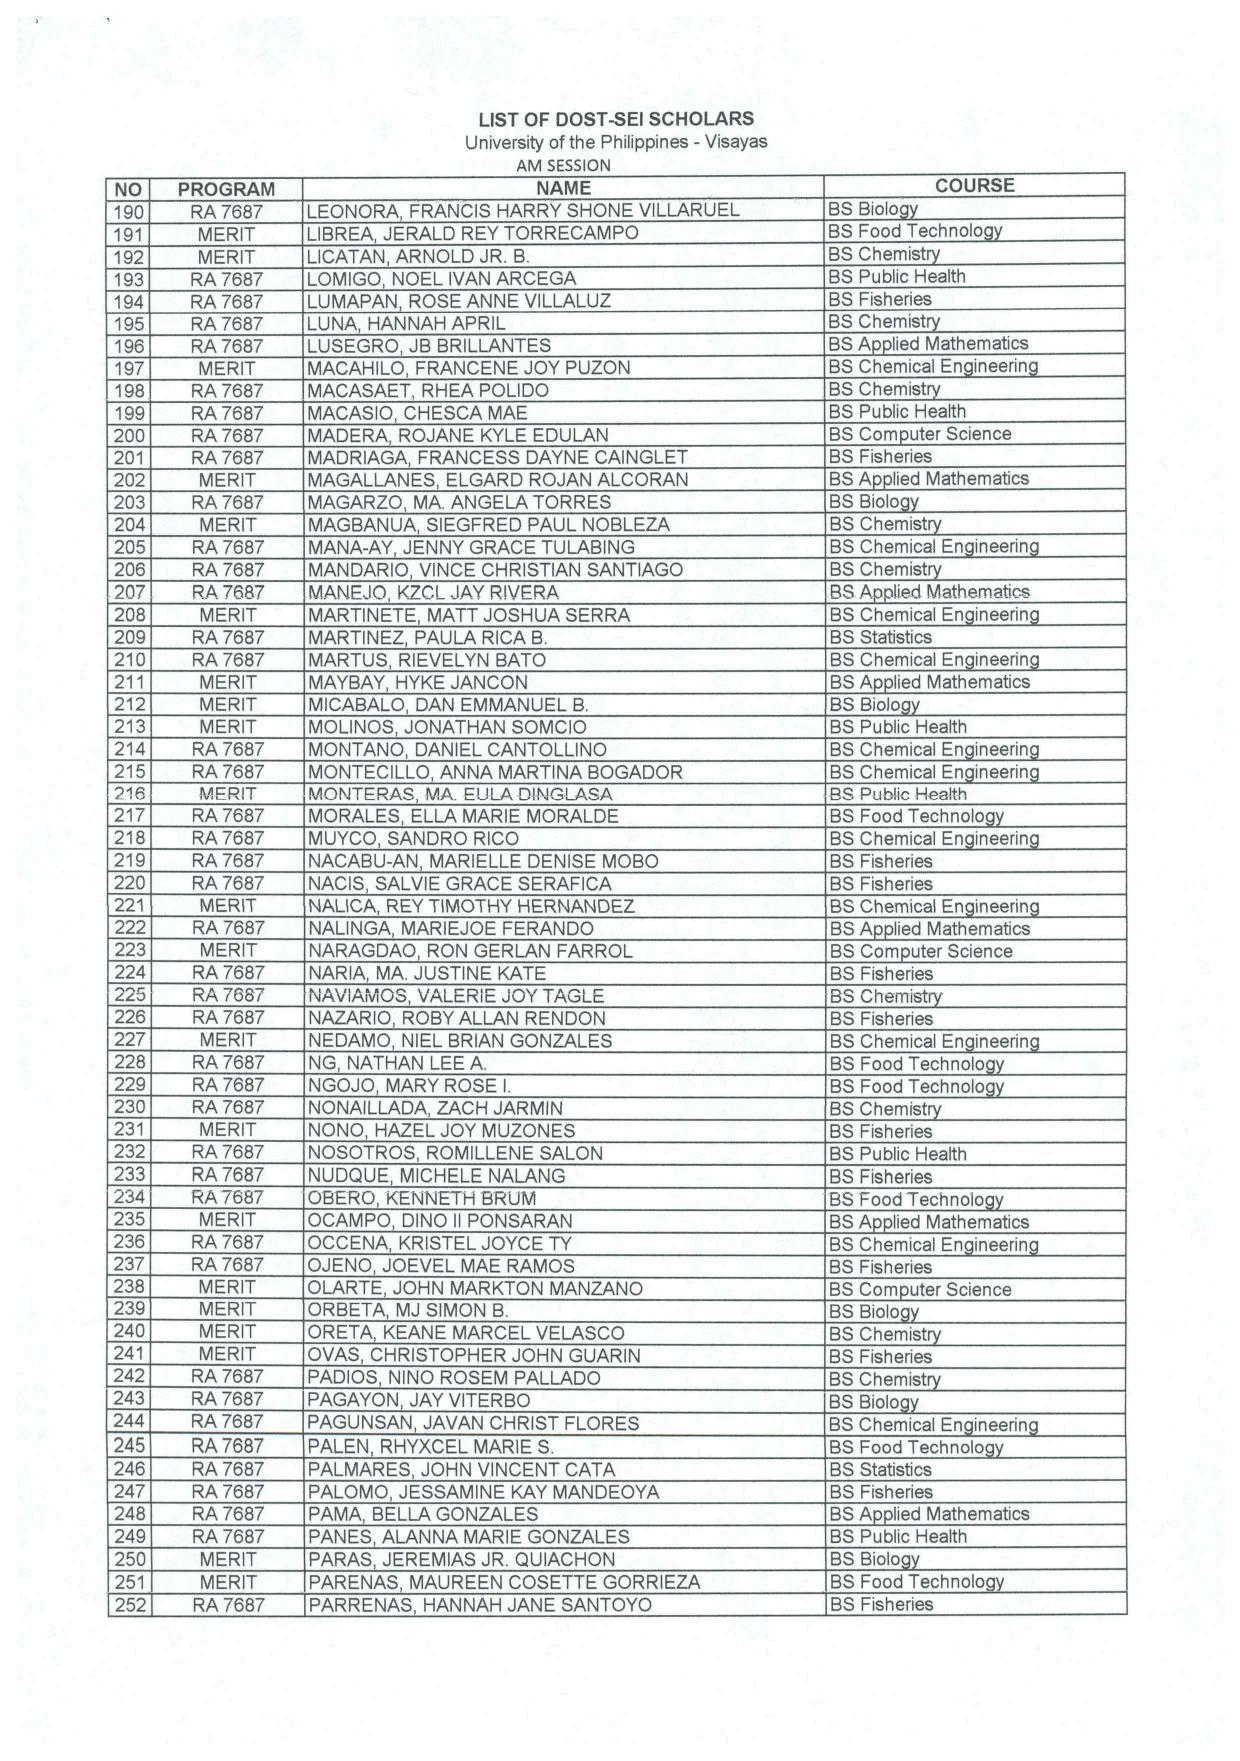 LIST OF DOST-SEI SCHOLARS
University of the Philippines - Visayas
AM SESSION
NO PROGRAM NAME COURSE
190 RA 7687 LEONORA, FRANCIS HARRY SHONE VILLARUEL BS Biology
191 MERIT LIBREA, JERALD REY TORRECAMPO BS Food Technology
192 MERIT LICATAN, ARNOLD JR. B. BS Chemistry
193 RA 7687 LOMIGO, NOEL IVAN ARCEGA BS Public Health
194 RA 7687 LUMAPAN, ROSE ANNE VILLALUZ BS Fisheries
195 RA 7687 LUNA, HANNAH APRIL BS Chemistry
196 RA 7687 LUSEGRO, JB BRILLANTES BS Applied Mathematics
197 MERIT MACAHILO, FRANCENE JOY PUZON BS Chemical Engineering
198 RA 7687 MACASAET, RHEA POLIDO BS Chemistry
199 RA 7687 MACASIO, CHESCA MAE BS Public Health
200 RA 7687 MADERA, ROJANE KYLE EDULAN BS Computer Science
201 RA 7687 MADRIAGA, FRANCESS DAYNE CAINGLET BS Fisheries
202 MERIT MAGALLANES, ELGARD ROJAN ALCORAN BS Applied Mathematics
203 RA 7687 MAGARZO, MA. ANGELA TORRES BS Biology
204 MERIT MAGBANUA, SIEGFRED PAUL NOBLEZA BS Chemistry
205 RA 7687 MANA-AY, JENNY GRACE TULABING BS Chemical Engineering
206 RA 7687 MANDARIO, VINCE CHRISTIAN SANTIAGO BS Chemistry
207 RA 7687 MANEJO, KZCL JAY RIVERA BS Applied Mathematics
208 MERIT MARTINETE, MATT JOSHUA SERRA BS Chemical Engineering
209 RA 7687 MARTINEZ, PAULA RICA B. BS Statistics
210 RA 7687 MARTUS, RIEVELYN BATO BS Chemical Engineering
211 MERIT MAYBAY, HYKE JANCON BS Applied Mathematics
212 MERIT MICABALO, DAN EMMANUEL B. BS Biology
213 MERIT MOLINOS, JONATHAN SOMCIO BS Public Health
214 RA 7687 MONTANO, DANIEL CANTOLLINO BS Chemical Engineering
215 RA 7687 MONTECILLO, ANNA MARTINA BOGADOR BS Chemical Engineering
216 MERIT MONTERAS, MA. EULA DINGLASA BS Public Health
217 RA 7687 MORALES, ELLA MARIE MORALDE BS Food Technology
218 RA 7687 MUYCO, SANDRO RICO BS Chemical Engineering
219 RA 7687 NACABU-AN, MARIELLE DENISE MOBO BS Fisheries
220 RA 7687 NACIS, SALVIE GRACE SERAFICA BS Fisheries
221 MERIT NALICA, REY TIMOTHY HERNANDEZ BS Chemical Engineering
222 RA 7687 NALINGA, MARIEJOE FERANDO BS Applied Mathematics
223 MERIT NARAGDAO, RON GERLAN FARROL BS Computer Science
224 RA 7687 NARIA, MA. JUSTINE KATE BS Fisheries
225 RA 7687 NAVIAMOS, VALERIE JOY TAGLE BS Chemistry
226 RA 7687 NAZARIO, ROBY ALLAN RENDON BS Fisheries
227 MERIT NEDAMO, NIEL BRIAN GONZALES BS Chemical Engineering
228 RA 7687 NG, NATHAN LEE A. BS Food Technology
229 RA 7687 NGOJO, MARY ROSE I. BS Food Technology
230 RA 7687 NONAILLADA, ZACH JARMIN BS Chemistry
231 MERIT NONO, HAZEL JOY MUZONES BS Fisheries
232 RA 7687 NOSOTROS, ROMILLENE SALON BS Public Health
233 RA 7687 NUDQUE, MICHELE NALANG BS Fisheries
234 RA 7687 OBERO, KENNETH BRUM BS Food Technology
235 MERIT OCAMPO, DINO II PONSARAN BS Applied Mathematics
236 RA 7687 OCCENA, KRISTEL JOYCE TY BS Chemical Engineering
237 RA 7687 OJENO, JOEVEL MAE RAMOS BS Fisheries
238 MERIT OLARTE, JOHN MARKTON MANZANO BS Computer Science
239 MERIT ORBETA, MJ SIMON B. BS Biology
240 MERIT ORETA, KEANE MARCEL VELASCO BS Chemistry
241 MERIT OVAS, CHRISTOPHER JOHN GUARIN BS Fisheries
242 RA 7687 PADIOS, NINO ROSEM PALLADO BS Chemistry
243 RA 7687 PAGAYON, JAY VITERBO BS Biology
244 RA 7687 PAGUNSAN, JAVAN CHRIST FLORES BS Chemical Engineering
245 RA 7687 PALEN, RHYXCEL MARIE S. BS Food Technology
246 RA 7687 PALMARES, JOHN VINCENT CATA BS Statistics
247 RA 7687 PALOMO, JESSAMINE KAY MANDEOYA BS Fisheries
248 RA 7687 PAMA, BELLA GONZALES BS Applied Mathematics
249 RA 7687 PANES, ALANNA MARIE GONZALES BS Public Health
250 MERIT PARAS, JEREMIAS JR. QUIACHON BS Biology
251 MERIT PARENAS, MAUREEN COSETTE GORRIEZA BS Food Technology
252 RA 7687 PARRENAS, HANNAH JANE SANTOYO BS Fisheries